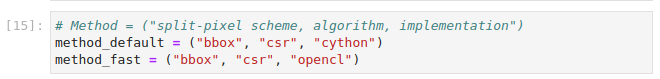 [15]: # Method = ("split-pixel scheme, algorithm, implementation")
method_default = ("bbox", "csr", "cython")
method_fast = ("bbox", "csr", "opencl")